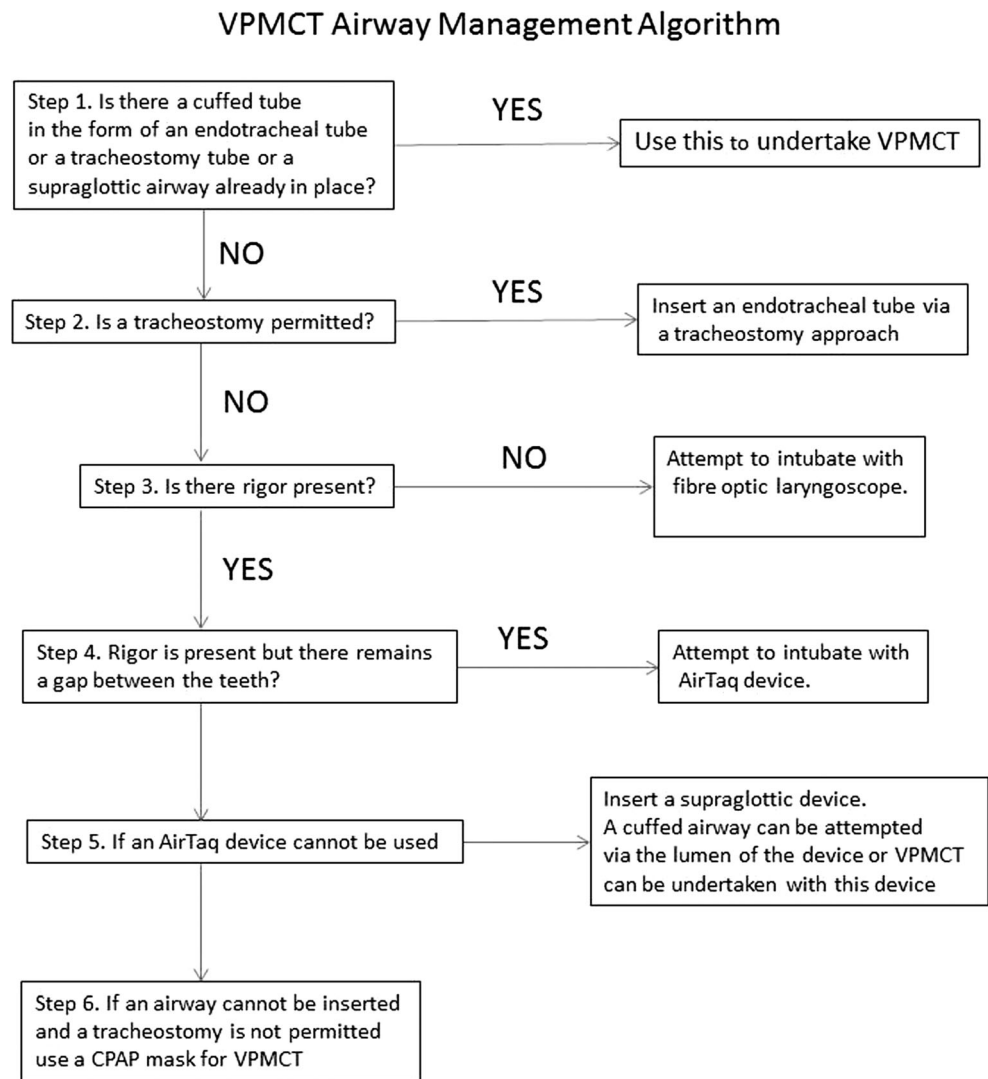 VPMCT Airway Management Algorithm
Step 1. Is there a cuffed tube
in the form of an endotracheal tube
or a tracheostomy tube or a
supraglottic airway already in place?
YES
Use this to undertake VPMCT
NO
Step 2. Is a tracheostomy permitted?
YES
Insert an endotracheal tube via
a tracheostomy approach
NO
Step 3. Is there rigor present?
NO
Attempt to intubate with
fibre optic laryngoscope.
YES
Step 4. Rigor is present but there remains
a gap between the teeth?
YES
Attempt to intubate with
AirTaq device.
Step 5. If an AirTaq device cannot be used
Insert a supraglottic device.
A cuffed airway can be attempted
via the lumen of the device or VPMCT
can be undertaken with this device
Step 6. If an airway cannot be inserted
and a tracheostomy is not permitted
use a CPAP mask for VPMCT